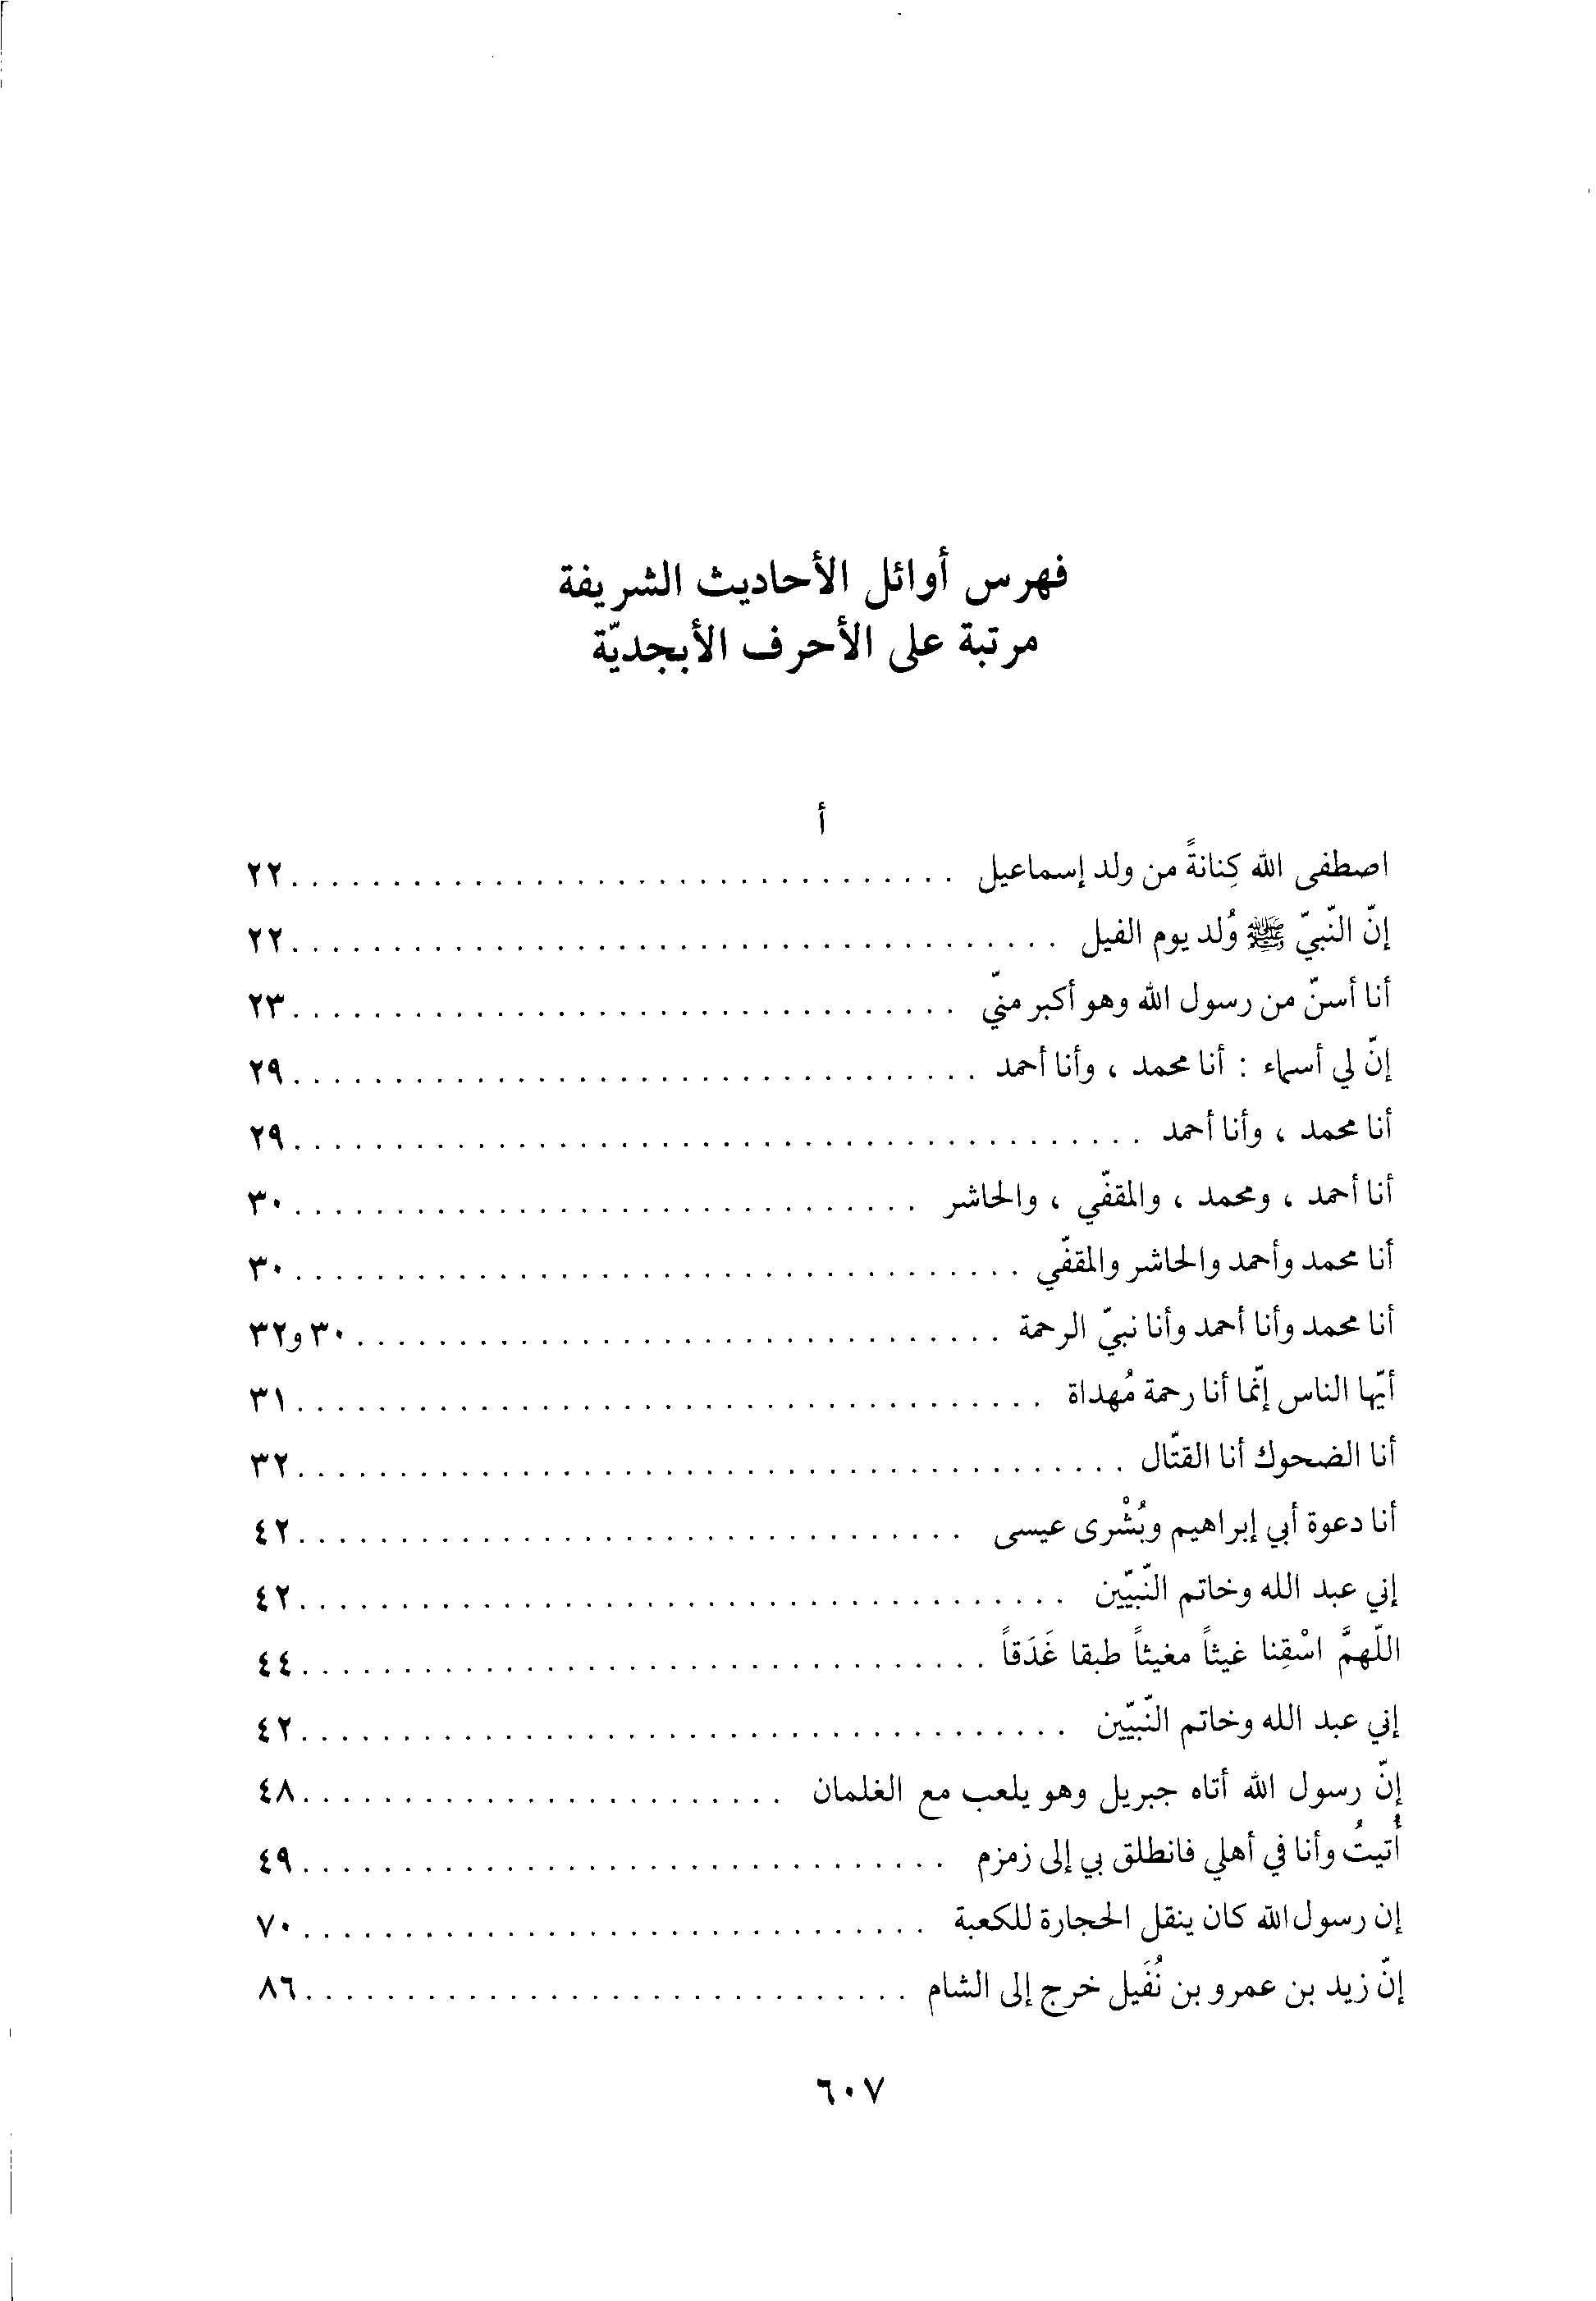 فهرس أوائل الأحاديث الشريفة
مرتبة على الأحرف الأبجديّة
أ
اصطفى الله كِنانةً من ولد إسماعيل . . . . . . . . . . ٢٢
إنّ النّبيّ ﷺ وُلد يوم الفيل . . . . . . . . . . ٢٢
أنا أسنّ من رسول الله وهو أكبر منّي . . . . . . . . . . ٢٣
إنّ لي أسماء : أنا محمد ، وأنا أحمد . . . . . . . . . . ٢٩
أنا محمد ، وأنا أحمد . . . . . . . . . . ٢٩
أنا أحمد ، ومحمد ، والمقفّي ، والحاشر . . . . . . . . . . ٣٠
أنا محمد وأحمد والحاشر والمقفّي . . . . . . . . . . ٣٠
أنا محمد وأنا أحمد وأنا نبيّ الرحمة . . . . . . . . . . ٣٠ و٣٢
أيّها الناس إنّما أنا رحمة مُهداة . . . . . . . . . . ٣١
أنا الضحوك أنا القتّال . . . . . . . . . . ٣٢
أنا دعوة أبي إبراهيم وبُشْرى عيسى . . . . . . . . . . ٤٢
إني عبد الله وخاتم النّبيّين . . . . . . . . . . ٤٢
اللّهمَّ اسْقِنا غيثاً مغيثاً طبقا غَدَقاً . . . . . . . . . . ٤٤
إني عبد الله وخاتم النّبيّين . . . . . . . . . . ٤٢
إنّ رسول الله أتاه جبريل وهو يلعب مع الغلمان . . . . . . . . . . ٤٨
أُتيتُ وأنا في أهلي فانطلق بي إلى زمزم . . . . . . . . . . ٤٩
إن رسول الله كان ينقل الحجارة للكعبة . . . . . . . . . . ٧٠
إنّ زيد بن عمرو بن نُفَيل خرج إلى الشام . . . . . . . . . . ٨٦
٦٠٧